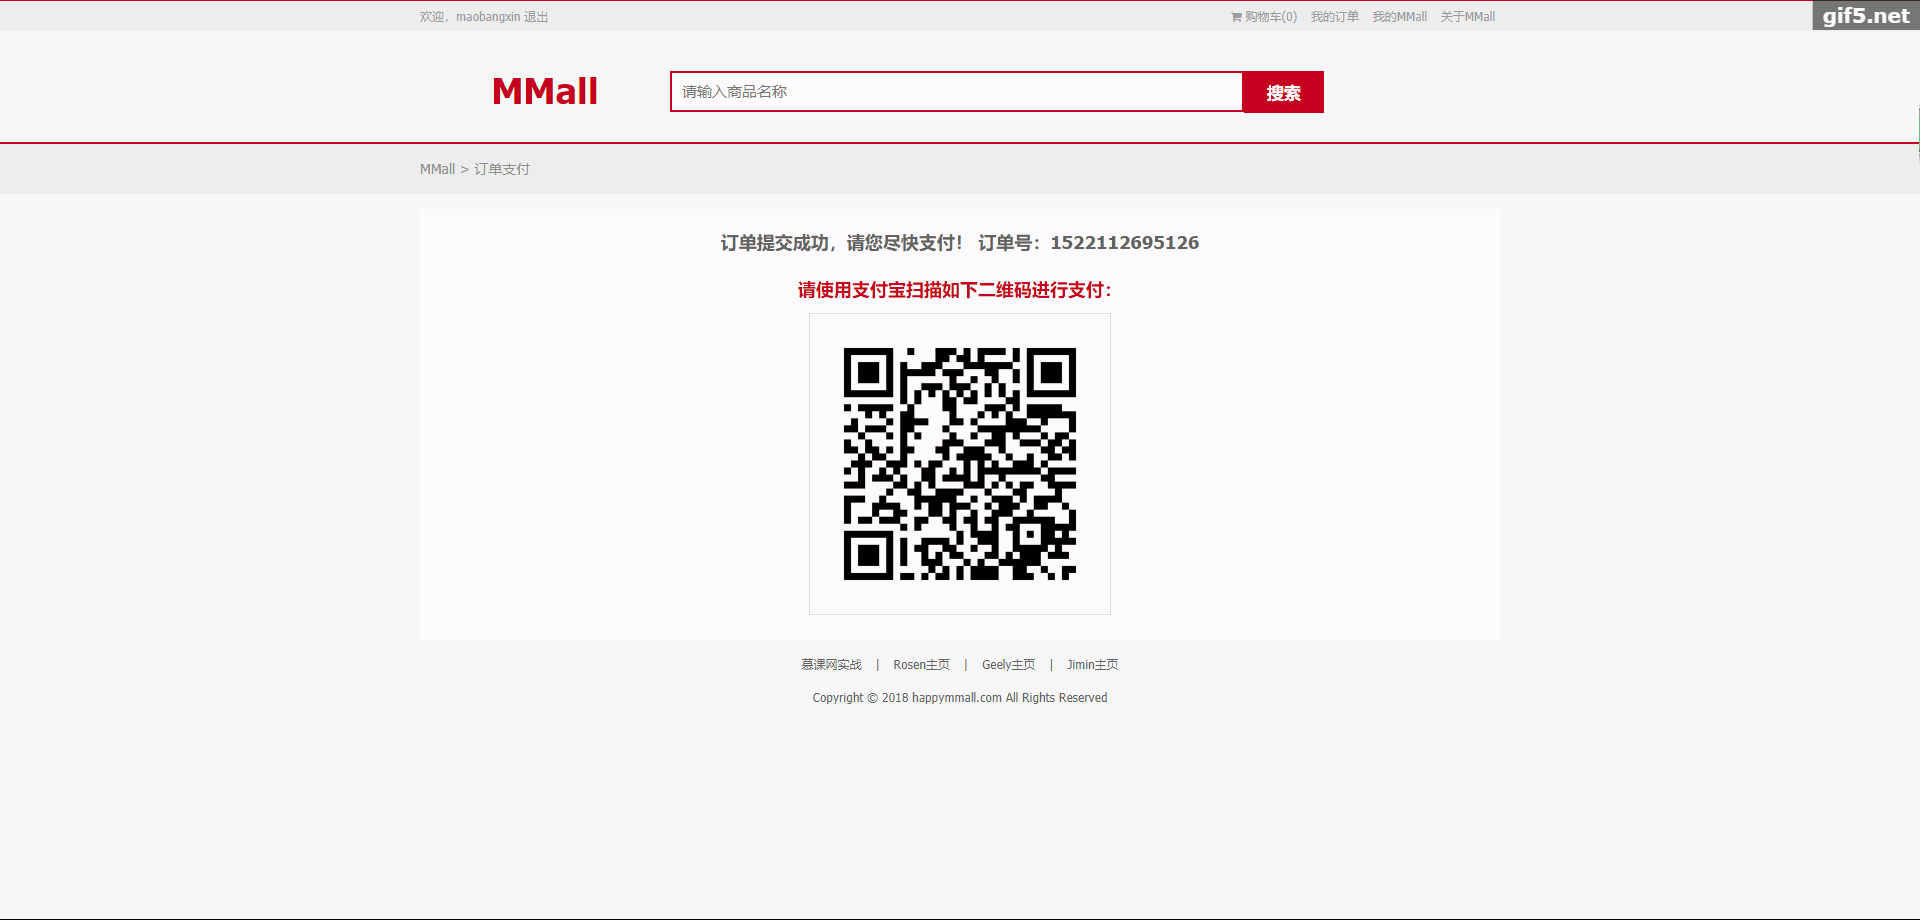 欢迎，maobangxin 退出
购物车(0) 我的订单 我的MMall 关于MMall
gif5.net
MMall
请输入商品名称
搜索
MMall > 订单支付
订单提交成功，请您尽快支付！ 订单号：1522112695126
请使用支付宝扫描如下二维码进行支付：
慕课网实战 | Rosen主页 | Geely主页 | Jimin主页
Copyright © 2018 happymmall.com All Rights Reserved